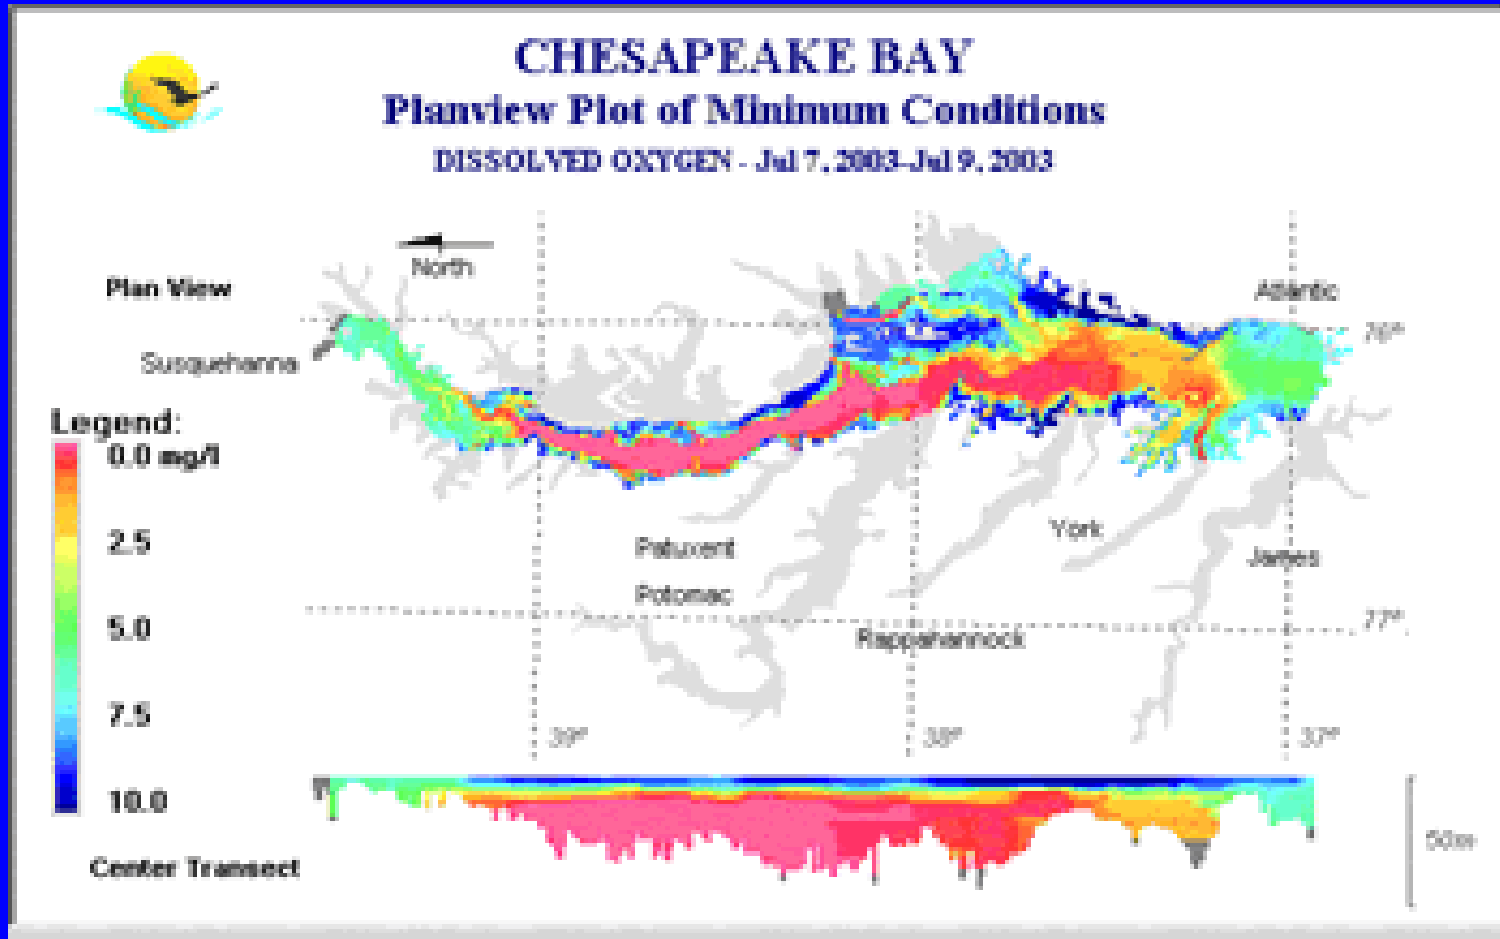 CHESAPEAKE BAY
Planview Plot of Minimum Conditions
DISSOLVED OXYGEN - Jul 7, 2003-Jul 9, 2003
North
Plan View
Atlantic
76°
Susquehanna
Legend:
0.0 mg/l
2.5
5.0
7.5
10.0
York
Patuxent
James
Potomac
77°
Rappahannock
39°
38°
37°
50m
Center Transect